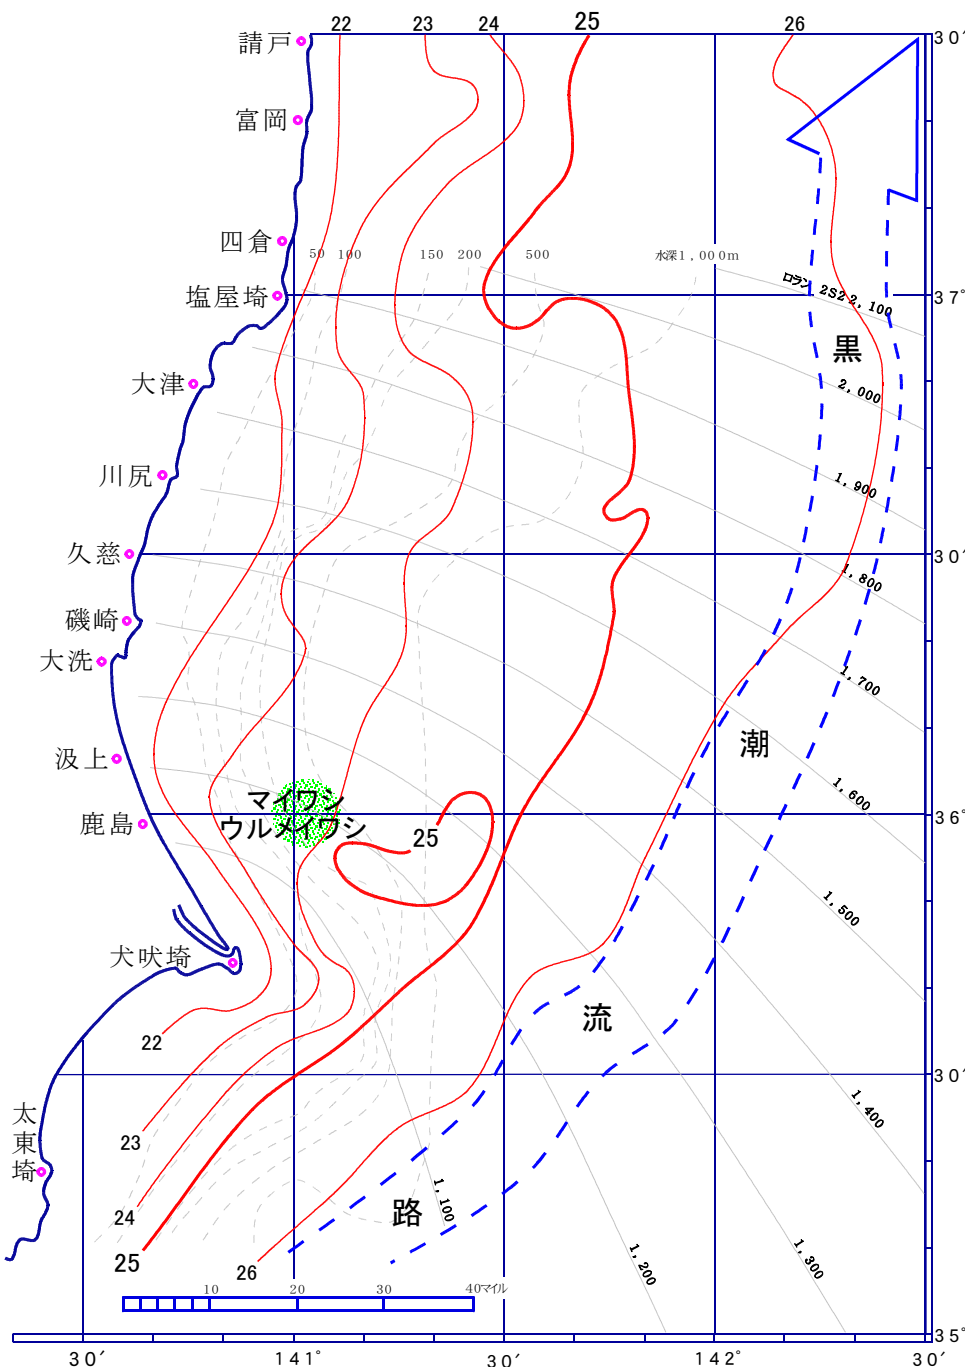 22 23 24 25 26
請戸
30′
富岡
四倉
50 100 150 200 500 水深1,000m
塩屋埼
ロラン 2S2 2,100
37°
黒
大津
2,000
川尻
1,900
久慈
30′
1,800
磯崎
大洗
1,700
潮
汲上
1,600
マイワシ
ウルメイワシ
鹿島
25
36°
1,500
犬吠埼
流
22
30′
1,400
太東埼
23
1,100
路
24
25
26
1,200
1,300
10 20 30 40マイル
35°
30′ 141° 30′ 142° 30′